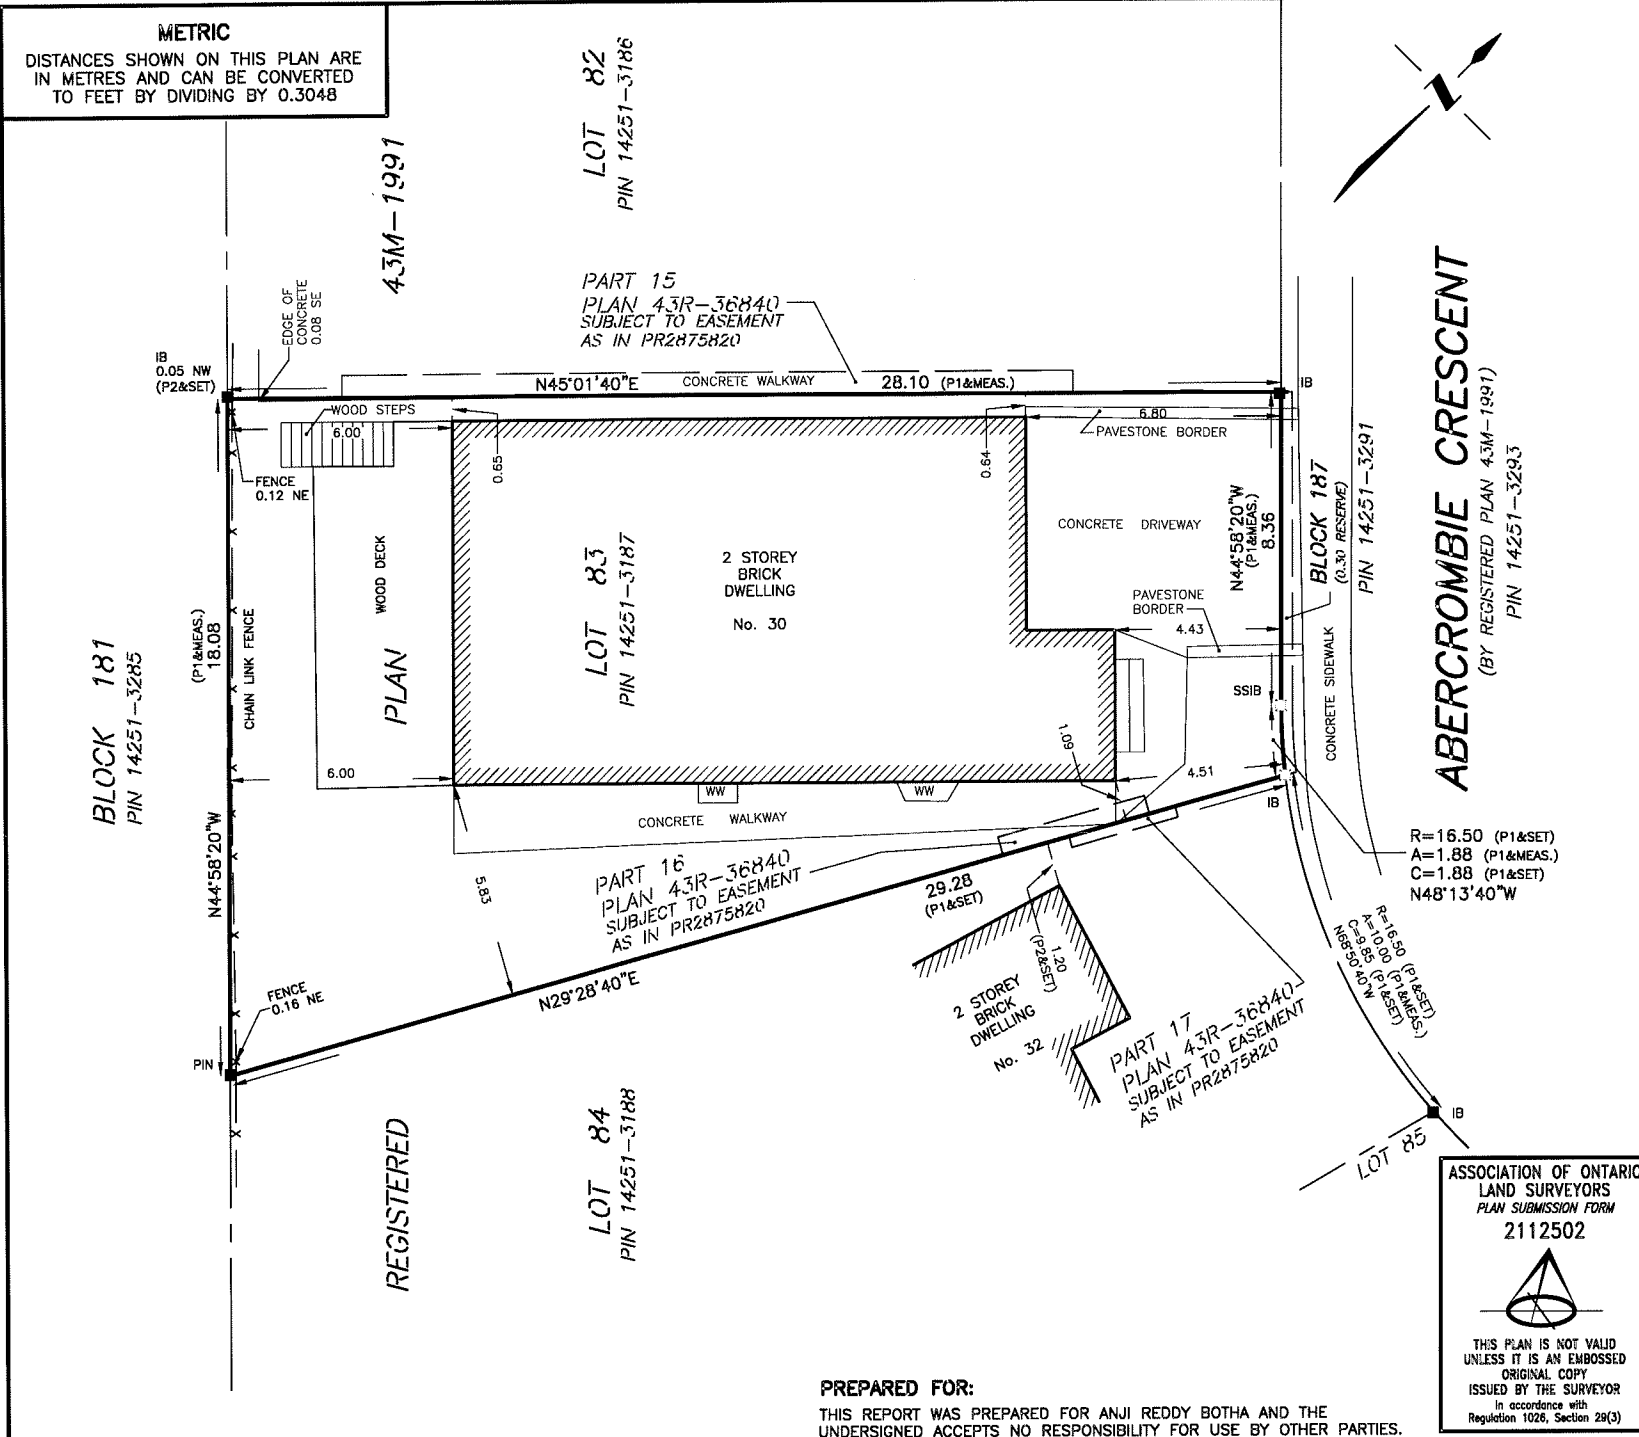 METRIC
DISTANCES SHOWN ON THIS PLAN ARE
IN METRES AND CAN BE CONVERTED
TO FEET BY DIVIDING BY 0.3048
43M-1991
LOT 82
PIN 14251-3186
N
PART 15
PLAN 43R-36840
SUBJECT TO EASEMENT
AS IN PR2875820
EDGE OF
CONCRETE
0.08 SE
IB
0.05 NW
(P2&SET)
N45°01'40"E
CONCRETE WALKWAY
28.10 (P1&MEAS.)
IB
WOOD STEPS
6.00
0.65
0.64
6.80
PAVESTONE BORDER
FENCE
0.12 NE
CONCRETE DRIVEWAY
N44°58'20"W
(P1&MEAS.)
8.36
BLOCK 187
(0.30 RESERVE)
PIN 14251-3291
ABERCROMBIE CRESCENT
(BY REGISTERED PLAN 43M-1991)
PIN 14251-3293
WOOD DECK
LOT 83
PIN 14251-3187
2 STOREY
BRICK
DWELLING
No. 30
PAVESTONE
BORDER
4.43
(P1&MEAS.)
18.08
CHAIN LINK FENCE
BLOCK 181
PIN 14251-3285
PLAN
SSIB
CONCRETE SIDEWALK
1.09
6.00
4.51
WW
WW
IB
CONCRETE WALKWAY
N44°58'20"W
R=16.50 (P1&SET)
A=1.88 (P1&MEAS.)
C=1.88 (P1&SET)
N48°13'40"W
5.83
PART 16
PLAN 43R-36840
SUBJECT TO EASEMENT
AS IN PR2875820
29.28
(P1&SET)
R=16.50 (P1&SET)
A=10.00 (P1&MEAS.)
C=9.85 (P1&SET)
N68°50'40"W
1.20
(P2&SET)
N29°28'40"E
FENCE
0.16 NE
2 STOREY
BRICK
DWELLING
No. 32
PART 17
PLAN 43R-36840
SUBJECT TO EASEMENT
AS IN PR2875820
PIN
REGISTERED
LOT 84
PIN 14251-3188
IB
LOT 85
ASSOCIATION OF ONTARIO
LAND SURVEYORS
PLAN SUBMISSION FORM
2112502
THIS PLAN IS NOT VALID
UNLESS IT IS AN EMBOSSED
ORIGINAL COPY
ISSUED BY THE SURVEYOR
In accordance with
Regulation 1026, Section 29(3)
PREPARED FOR:
THIS REPORT WAS PREPARED FOR ANJI REDDY BOTHA AND THE
UNDERSIGNED ACCEPTS NO RESPONSIBILITY FOR USE BY OTHER PARTIES.